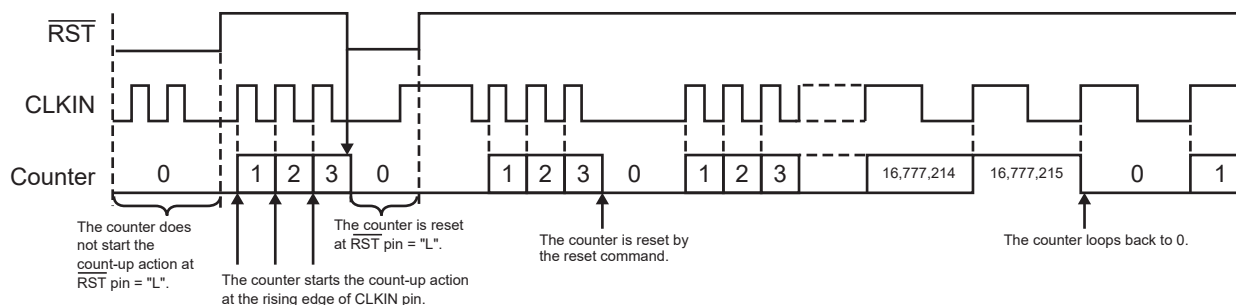 RST
CLKIN
Counter
0
1
2
3
0
1
2
3
0
1
2
3
16,777,214
16,777,215
0
1
The counter does
not start the
count-up action at
RST pin = "L".
The counter starts the count-up action
at the rising edge of CLKIN pin.
The counter is reset
at RST pin = "L".
The counter is reset by
the reset command.
The counter loops back to 0.